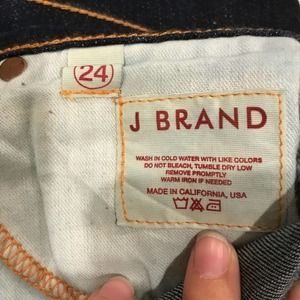 24
J BRAND
WASH IN COLD WATER WITH LIKE COLORS
DO NOT BLEACH, TUMBLE DRY LOW
REMOVE PROMPTLY
WARM IRON IF NEEDED
MADE IN CALIFORNIA, USA